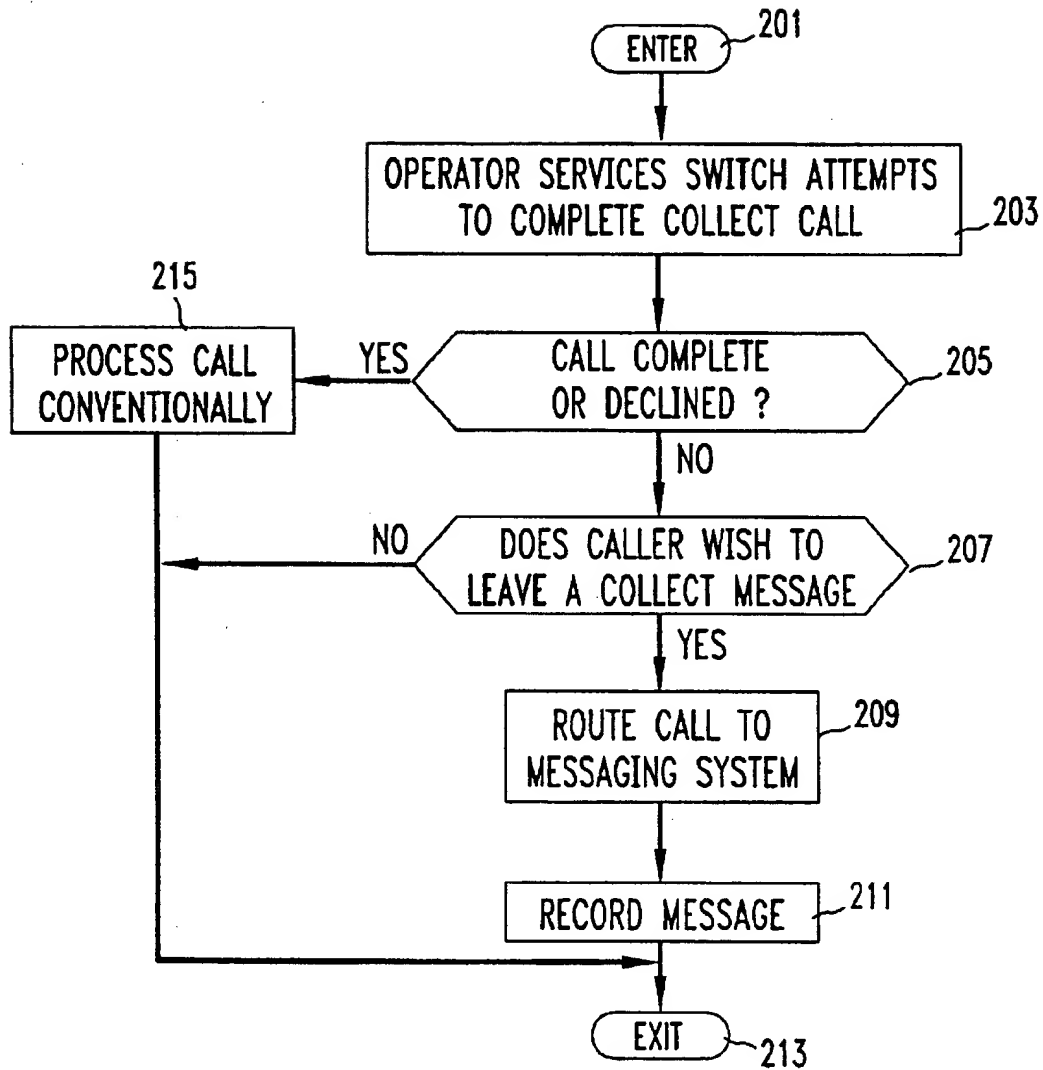 ENTER
201
OPERATOR SERVICES SWITCH ATTEMPTS
TO COMPLETE COLLECT CALL
203
215
PROCESS CALL
CONVENTIONALLY
YES
CALL COMPLETE
OR DECLINED ?
205
NO
NO
DOES CALLER WISH TO
LEAVE A COLLECT MESSAGE
207
YES
ROUTE CALL TO
MESSAGING SYSTEM
209
RECORD MESSAGE
211
EXIT
213